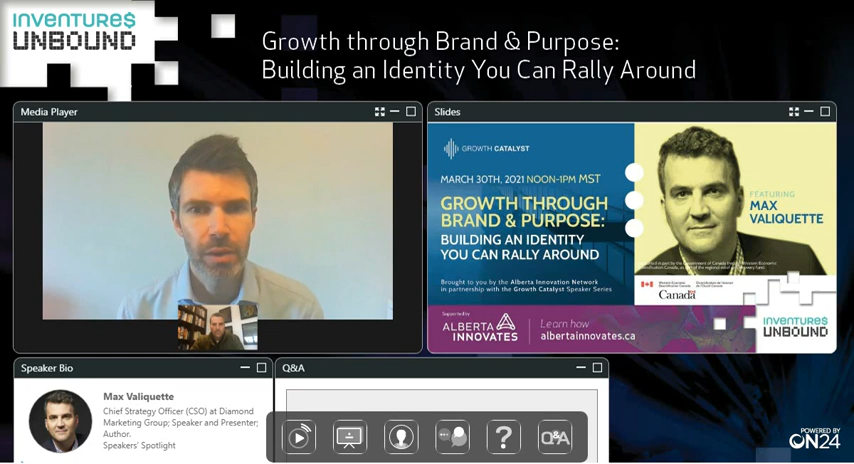 INVENTURE$
UNBOUND
Growth through Brand & Purpose:
Building an Identity You Can Rally Around
Media Player
Slides
GROWTH CATALYST
MARCH 30TH, 2021 NOON-1PM MST
GROWTH THROUGH
BRAND & PURPOSE:
BUILDING AN IDENTITY
YOU CAN RALLY AROUND
Brought to you by the Alberta Innovation Network
in partnership with the Growth Catalyst Speaker Series
FEATURING
MAX
VALIQUETTE
Canada
Supported by
ALBERTA
INNOVATES
Learn how
albertainnovates.ca
INVENTURE$
UNBOUND
Speaker Bio
Max Valiquette
Chief Strategy Officer (CSO) at Diamond
Marketing Group; Speaker and Presenter;
Author.
Speakers' Spotlight
Q&A
?
Q&A
POWERED BY
ON24